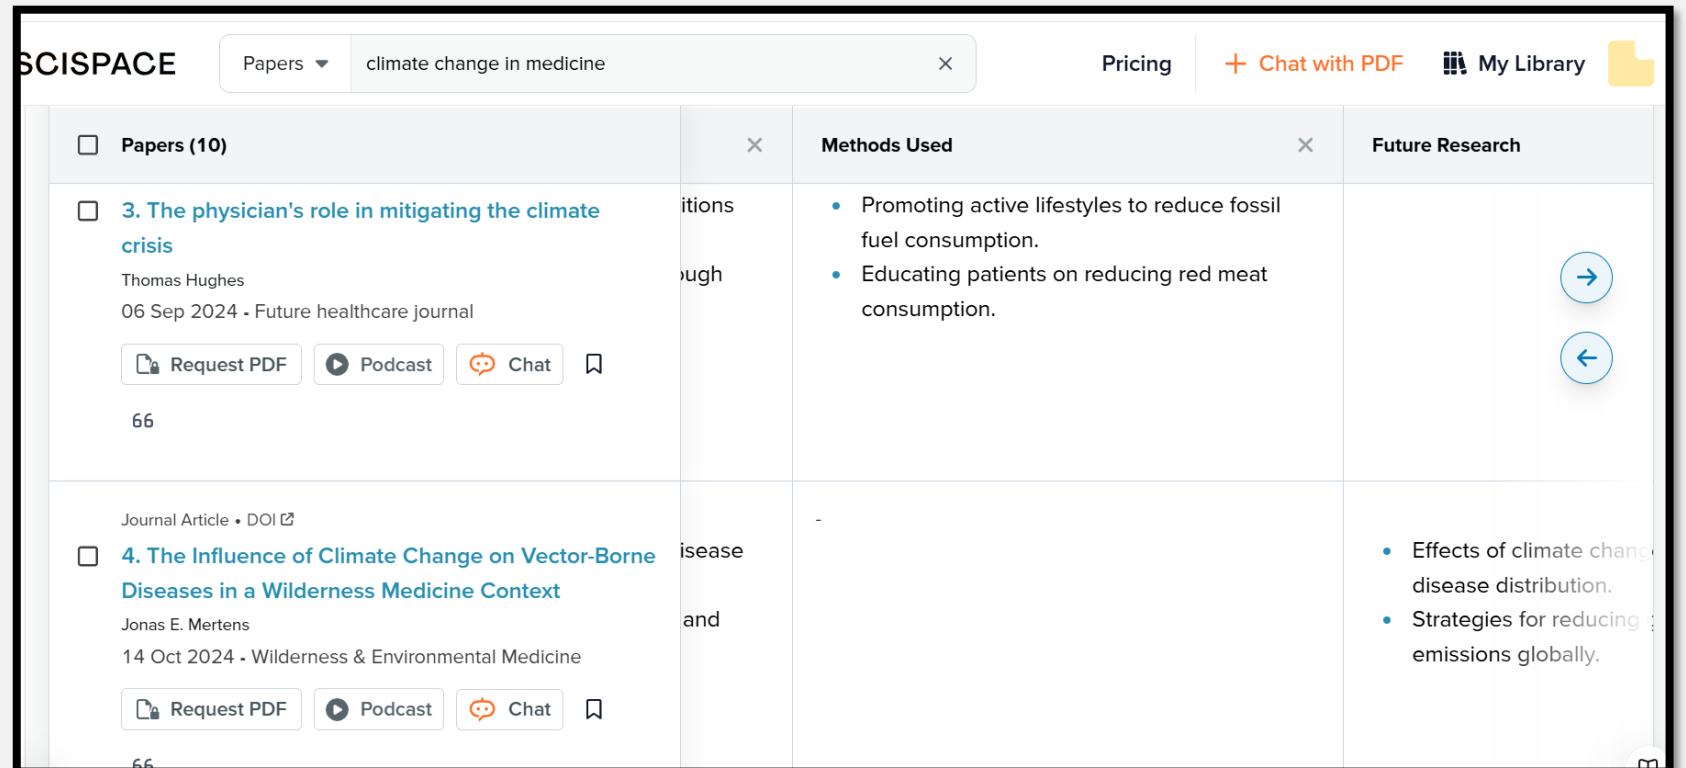 SCISPACE
Papers
climate change in medicine
Pricing
Chat with PDF
My Library
Papers (10)
Methods Used
Future Research
3. The physician's role in mitigating the climate
crisis
Thomas Hughes
06 Sep 2024 • Future healthcare journal
Request PDF
Podcast
Chat
Promoting active lifestyles to reduce fossil
fuel consumption.
Educating patients on reducing red meat
consumption.
Journal Article • DOI
4. The Influence of Climate Change on Vector-Borne
Diseases in a Wilderness Medicine Context
Jonas E. Mertens
14 Oct 2024 • Wilderness & Environmental Medicine
Request PDF
Podcast
Chat
and
-
Effects of climate
disease distribution.
Strategies for reducing
emissions globally.